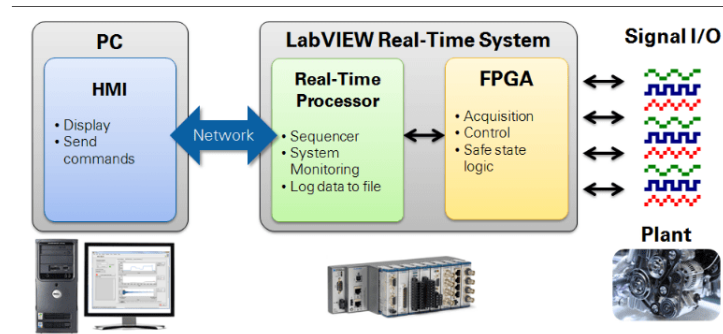 PC
HMI
• Display
• Send
commands
Network
LabVIEW Real-Time System
Real-Time
Processor
• Sequencer
• System
Monitoring
• Log data to file
FPGA
• Acquisition
• Control
• Safe state
logic
Signal I/O
Plant